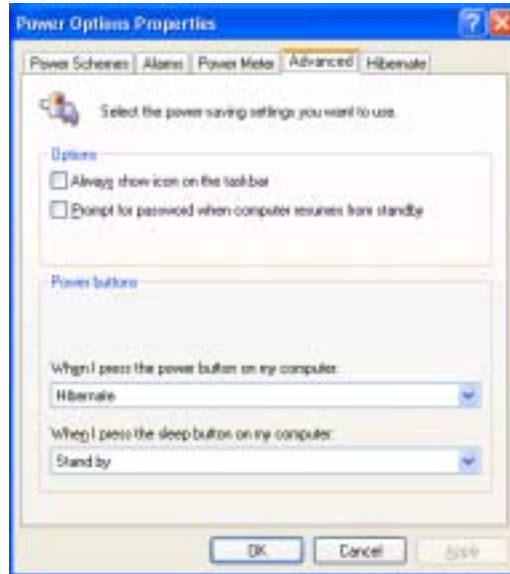 Power Options Properties
Power Schemes Alarms Power Meter Advanced Hibernate
Select the power saving settings you want to use.
Options
Always show icon on the taskbar
Prompt for password when computer resumes from standby
Power buttons
When I press the power button on my computer:
Hibernate
When I press the sleep button on my computer:
Stand by
OK Cancel Apply